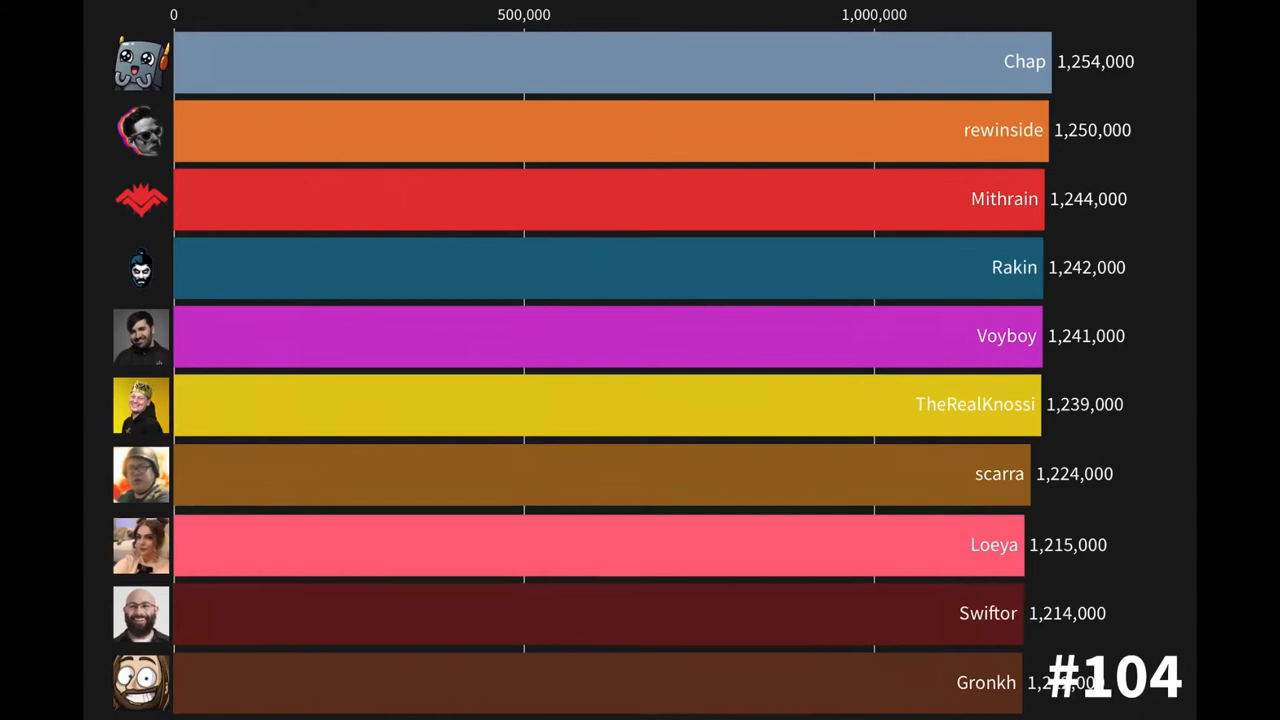 0 500,000 1,000,000
Chap 1,254,000
rewinside 1,250,000
Mithrain 1,244,000
Rakin 1,242,000
Voyboy 1,241,000
TheRealKnossi 1,239,000
scarra 1,224,000
Loeya 1,215,000
Swiftor 1,214,000
Gronkh
#104